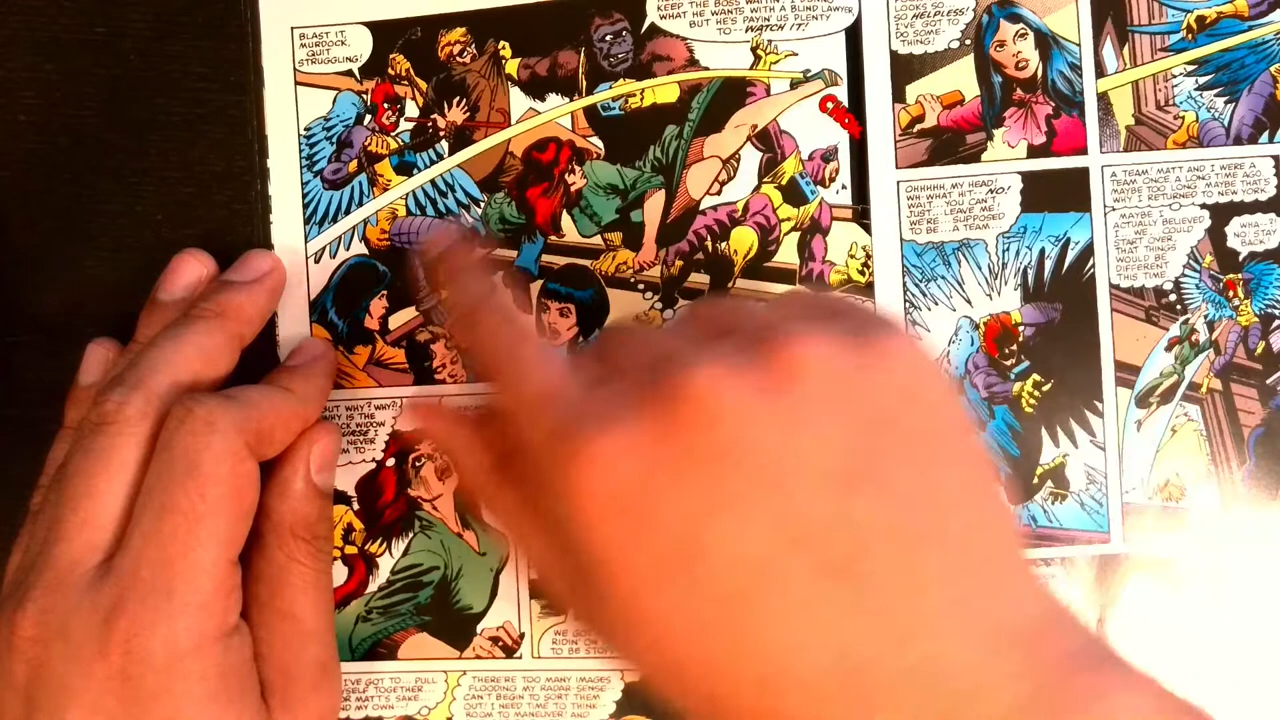 BLAST IT,
MURDOCK,
QUIT
STRUGGLING!
KEEP THE BOSS WAITIN'. I DUNNO
WHAT HE WANTS WITH A BLIND LAWYER
BUT HE'S PAYIN' US PLENTY
TO--WATCH IT!
CHOK
BUT WHY? WHY?!
WHY IS THE
WIDOW
I
NEVER
TO--
WE
RIDIN' ON
TO BE
I'VE GOT TO... PULL
MYSELF TOGETHER...
FOR MATT'S SAKE...
AND MY OWN--!
THERE'RE TOO MANY IMAGES
FLOODING MY RADAR-SENSE--
CAN'T BEGIN TO SORT THEM
OUT! I NEED TIME TO THINK--
ROOM TO MANEUVER! AND
LOOKS SO...
SO HELPLESS!
I'VE GOT TO
DO SOME-
THING!
OHHHH, MY HEAD!
WH-WHAT HIT-- NO!
WAIT...YOU CAN'T
JUST...LEAVE ME!
WE'RE...SUPPOSED
TO BE...A TEAM...
A TEAM! MATT AND I WERE A
TEAM ONCE, A LONG TIME AGO.
MAYBE TOO LONG. MAYBE THAT'S
WHY I RETURNED TO NEW YORK.
MAYBE I
ACTUALLY BELIEVED
I...WE...COULD
START OVER,
THAT THINGS
WOULD BE
DIFFERENT
THIS TIME.
WHA--?!
NO! STAY
BACK!